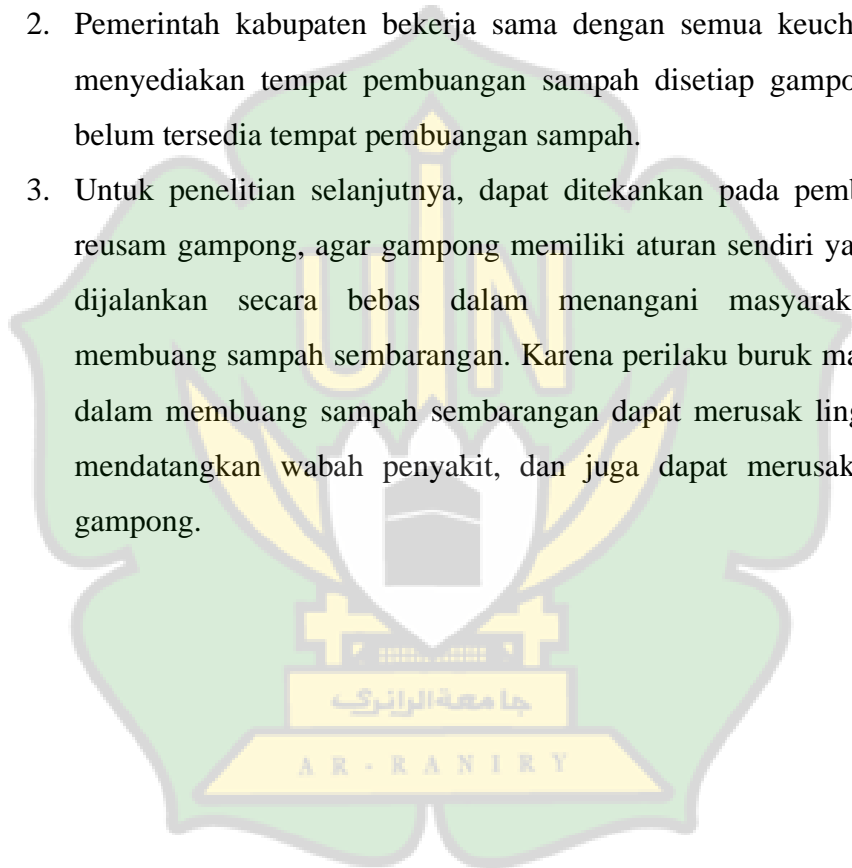 2. Pemerintah kabupaten bekerja sama dengan semua keuch
menyediakan tempat pembuangan sampah disetiap gampo
belum tersedia tempat pembuangan sampah.
3. Untuk penelitian selanjutnya, dapat ditekankan pada pemb
reusam gampong, agar gampong memiliki aturan sendiri ya
dijalankan secara bebas dalam menangani masyarak
membuang sampah sembarangan. Karena perilaku buruk ma
dalam membuang sampah sembarangan dapat merusak ling
mendatangkan wabah penyakit, dan juga dapat merusak
gampong.
UIN
جامعة الرانري
AR-RANIRY